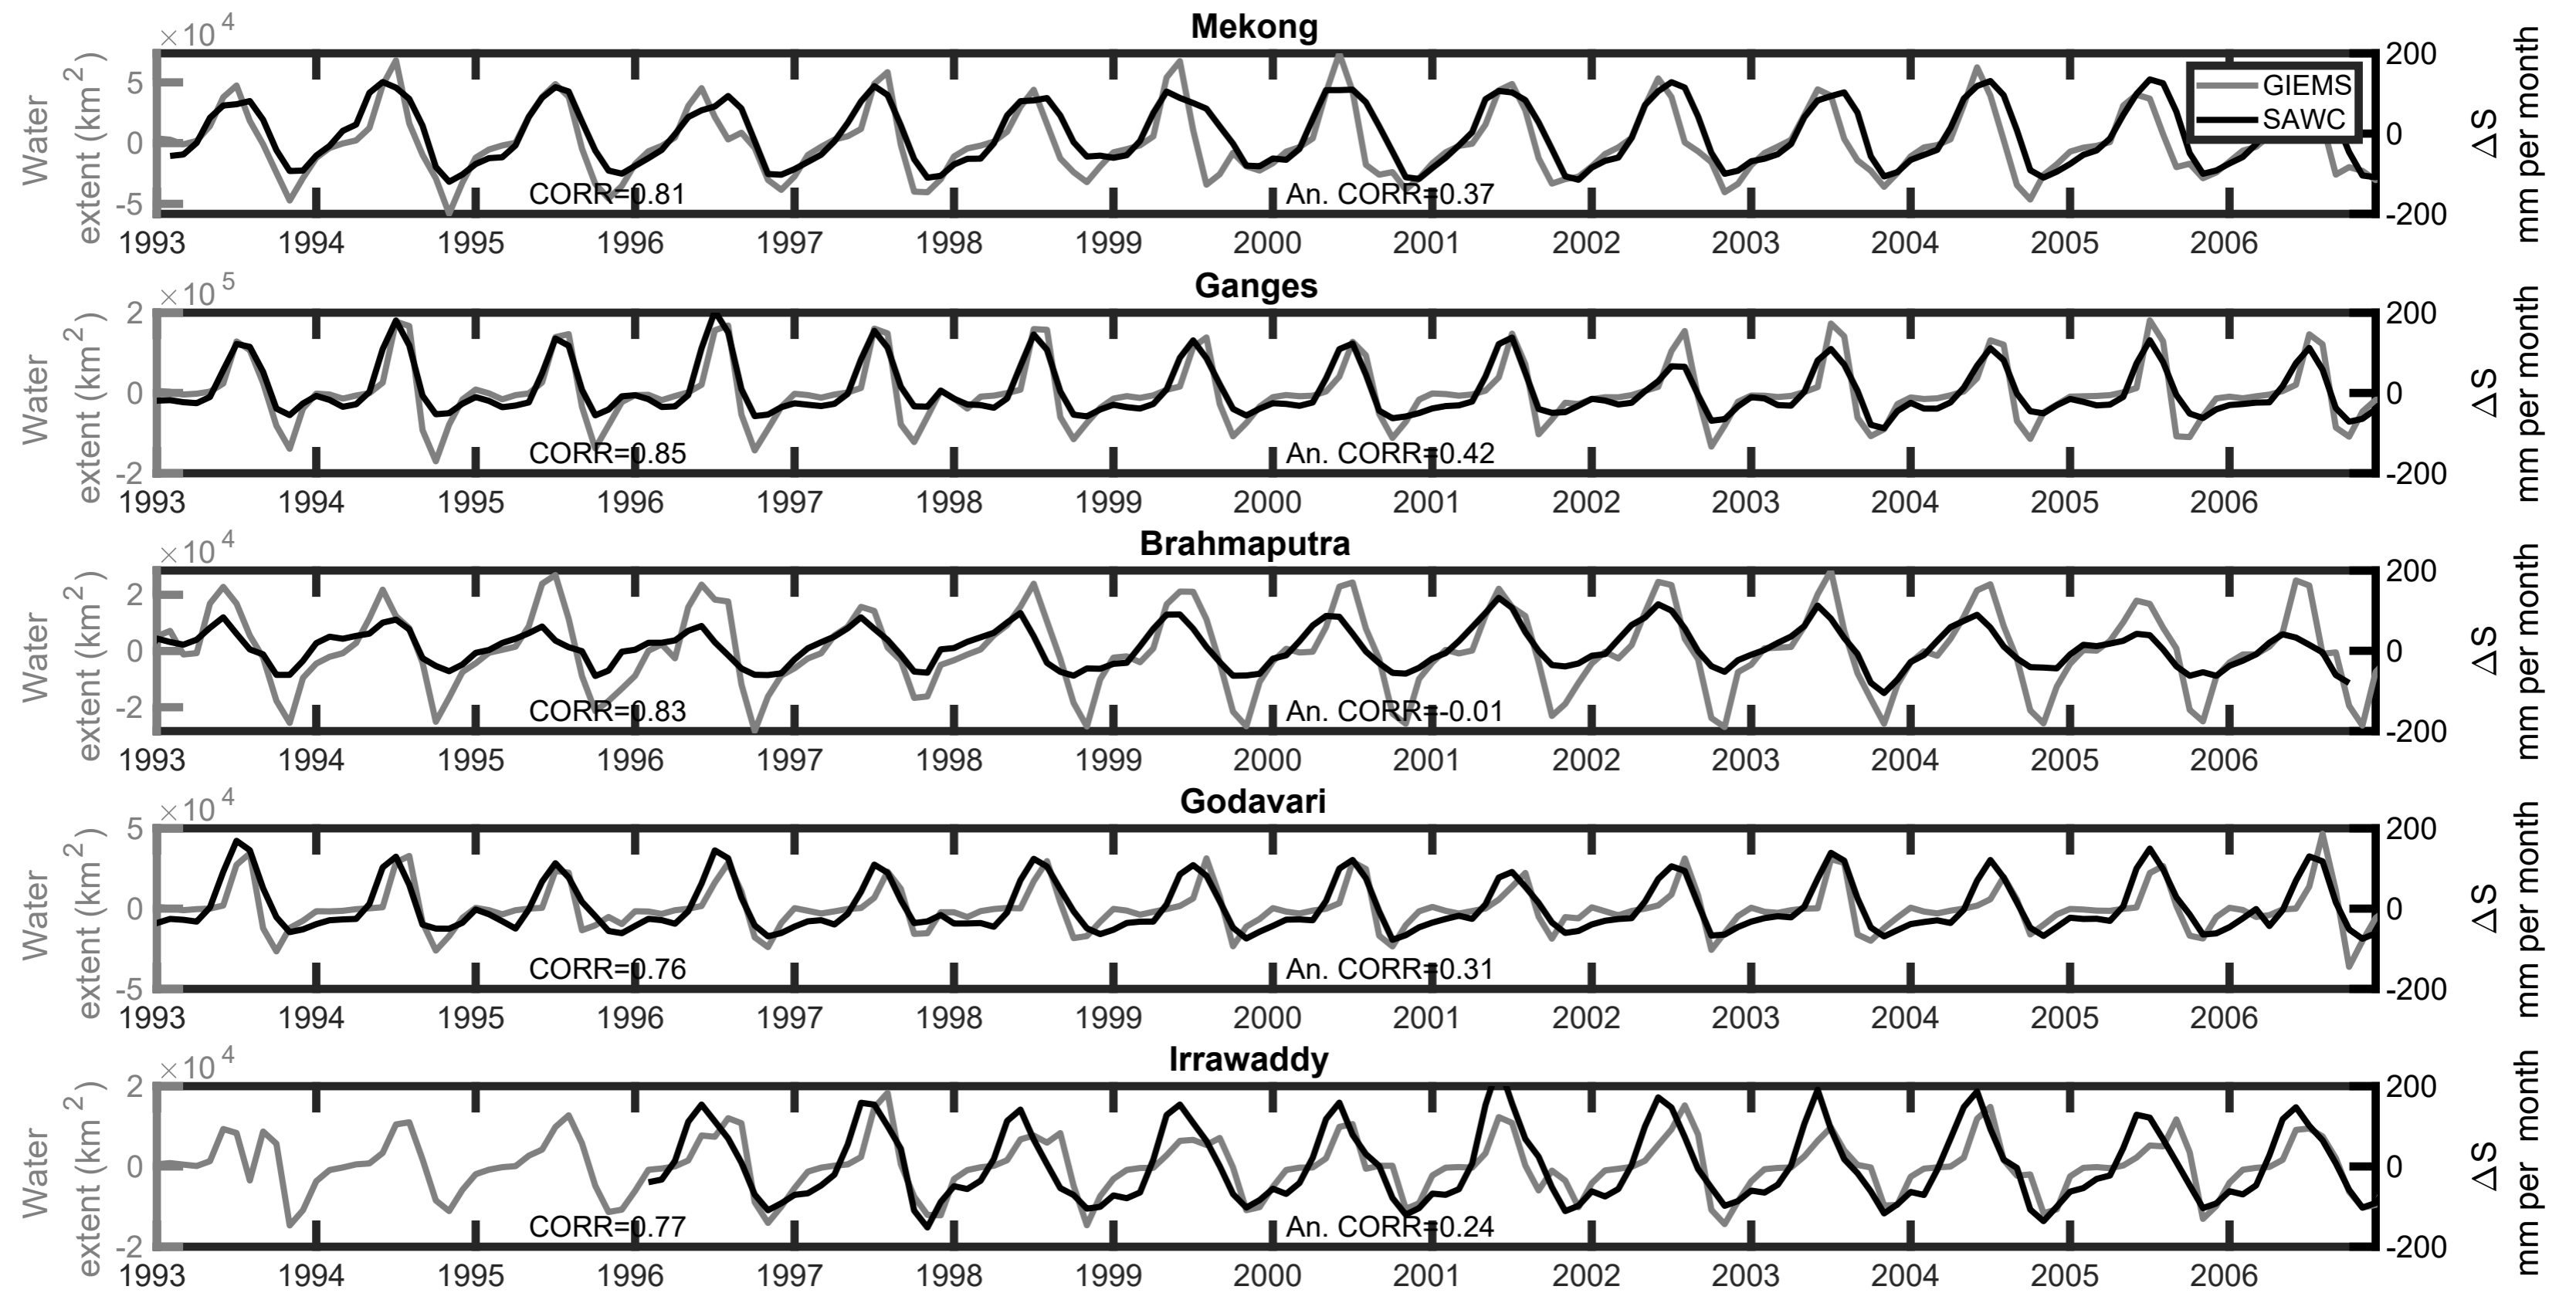 Mekong
×10 4
Water
extent (km 2)
5
0
-5
200
0
-200
ΔS
mm per month
GIEMS
SAWC
CORR=0.81
An. CORR=0.37
1993 1994 1995 1996 1997 1998 1999 2000 2001 2002 2003 2004 2005 2006
Ganges
×10 5
Water
extent (km 2)
2
0
-2
200
0
-200
ΔS
mm per month
CORR=0.85
An. CORR=0.42
1993 1994 1995 1996 1997 1998 1999 2000 2001 2002 2003 2004 2005 2006
Brahmaputra
×10 4
Water
extent (km 2)
2
0
-2
200
0
-200
ΔS
mm per month
CORR=0.83
An. CORR=-0.01
1993 1994 1995 1996 1997 1998 1999 2000 2001 2002 2003 2004 2005 2006
Godavari
×10 4
Water
extent (km 2)
5
0
-5
200
0
-200
ΔS
mm per month
CORR=0.76
An. CORR=0.31
1993 1994 1995 1996 1997 1998 1999 2000 2001 2002 2003 2004 2005 2006
Irrawaddy
×10 4
Water
extent (km 2)
2
0
-2
200
0
-200
ΔS
mm per month
CORR=0.77
An. CORR=0.24
1993 1994 1995 1996 1997 1998 1999 2000 2001 2002 2003 2004 2005 2006